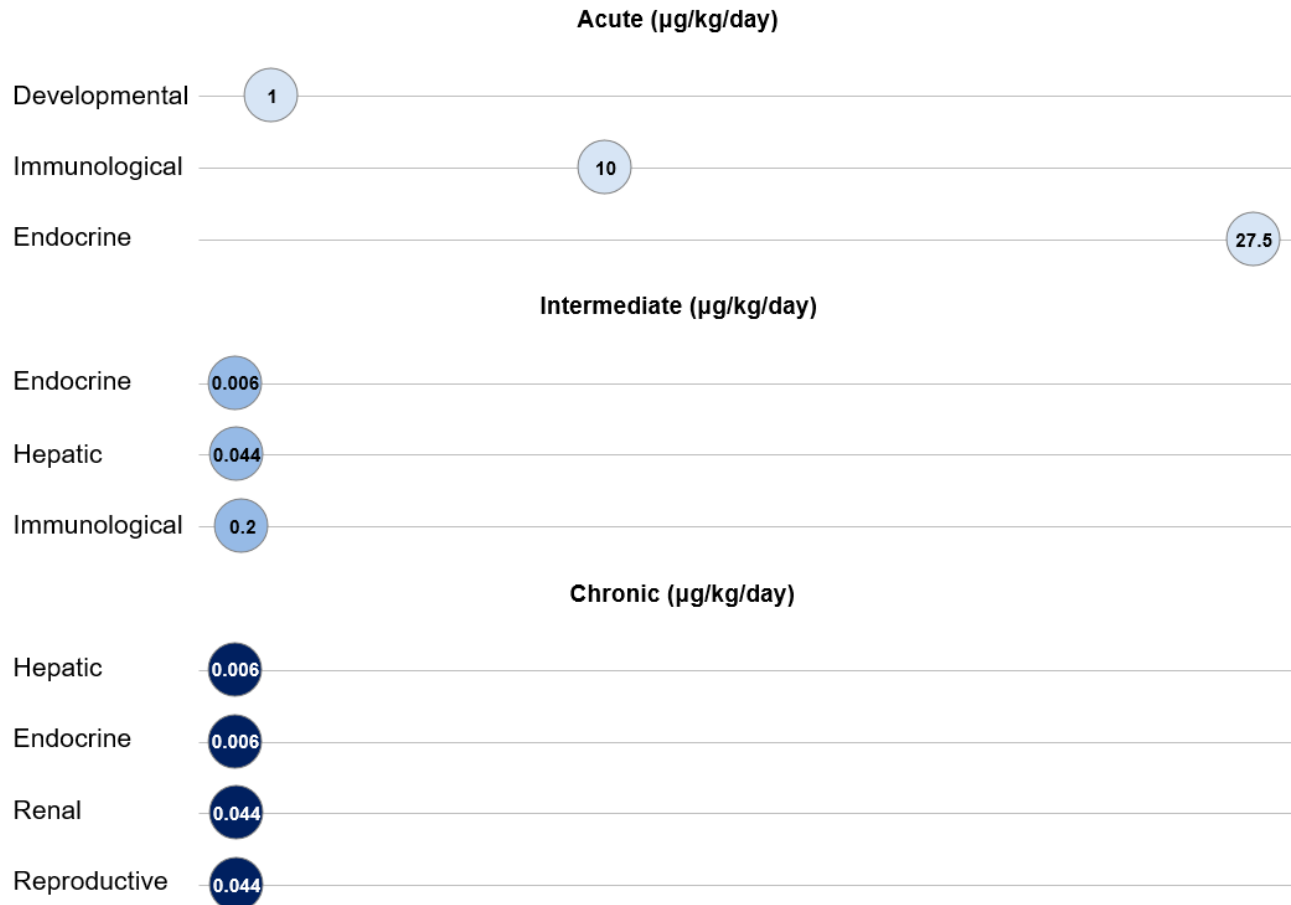 Acute (µg/kg/day)
Developmental 1
Immunological 10
Endocrine 27.5
Intermediate (µg/kg/day)
Endocrine 0.006
Hepatic 0.044
Immunological 0.2
Chronic (µg/kg/day)
Hepatic 0.006
Endocrine 0.006
Renal 0.044
Reproductive 0.044